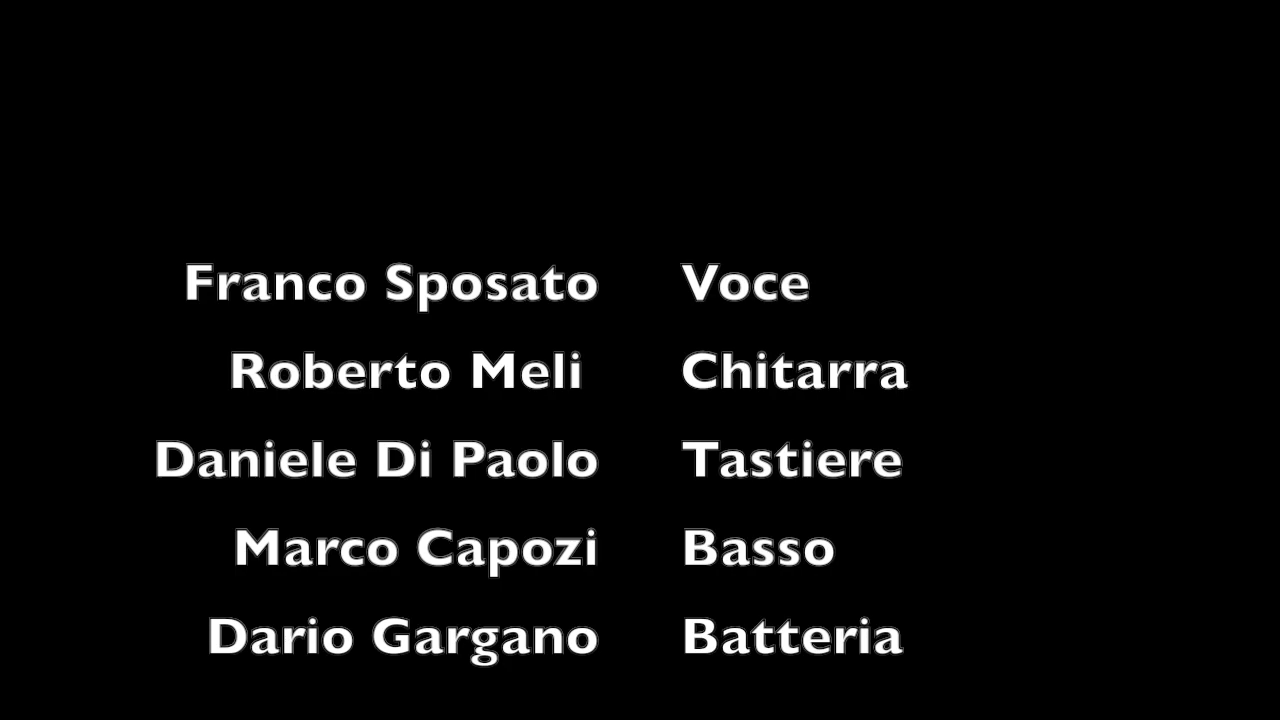 Franco Sposato Voce
Roberto Meli Chitarra
Daniele Di Paolo Tastiere
Marco Capozi Basso
Dario Gargano Batteria